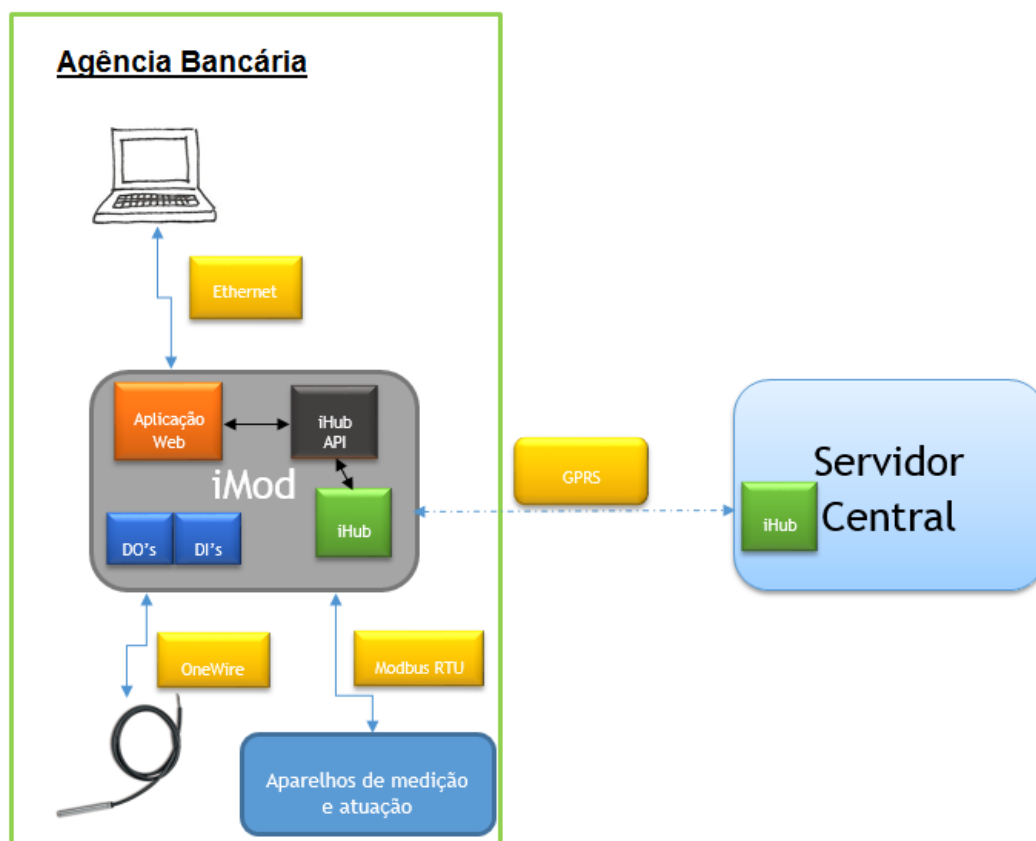 Agência Bancária
Ethernet
Aplicação
Web
iHub
API
iMod
iHub
DO's
DI's
GPRS
Servidor
Central
iHub
OneWire
Modbus RTU
Aparelhos de medição
e atuação